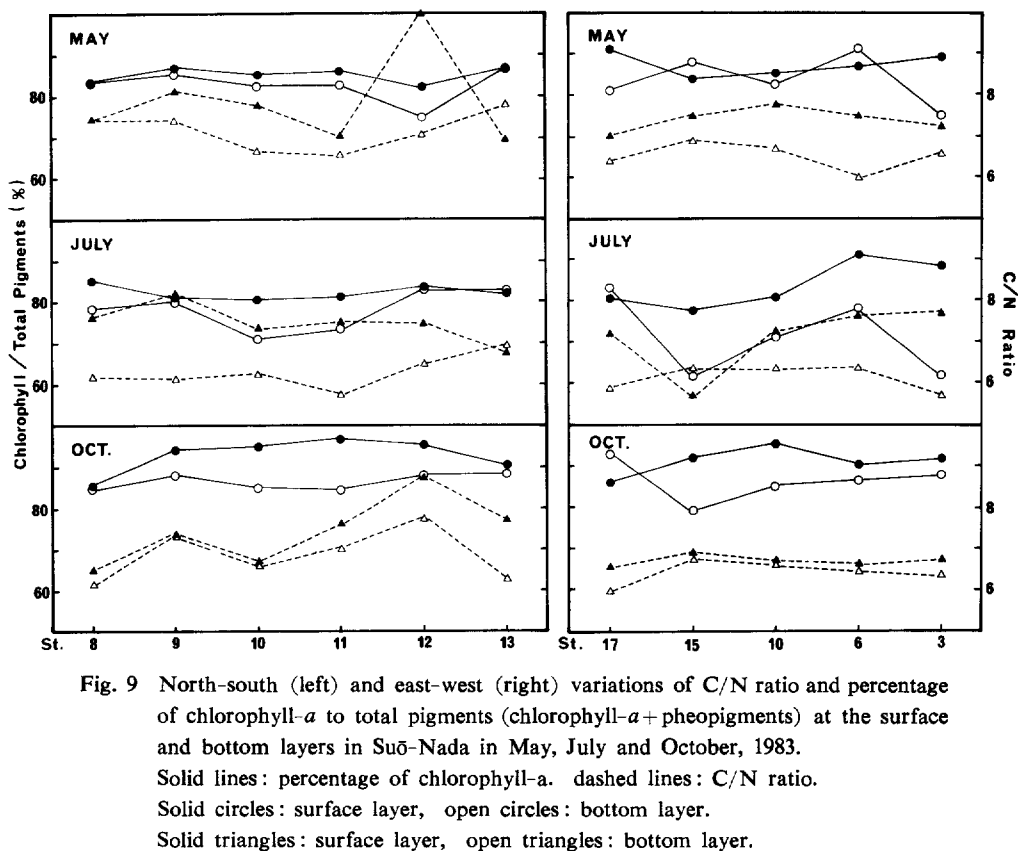 MAY
MAY
80
60
8
6
JULY
JULY
80
60
8
6
OCT.
OCT.
80
60
8
6
Chlorophyll/Total Pigments (%)
C/N Ratio
St. 8 9 10 11 12 13
St. 17 15 10 6 3
Fig. 9 North-south (left) and east-west (right) variations of C/N ratio and percentage
of chlorophyll-a to total pigments (chlorophyll-a+pheopigments) at the surface
and bottom layers in Suō-Nada in May, July and October, 1983.
Solid lines: percentage of chlorophyll-a. dashed lines: C/N ratio.
Solid circles: surface layer, open circles: bottom layer.
Solid triangles: surface layer, open triangles: bottom layer.